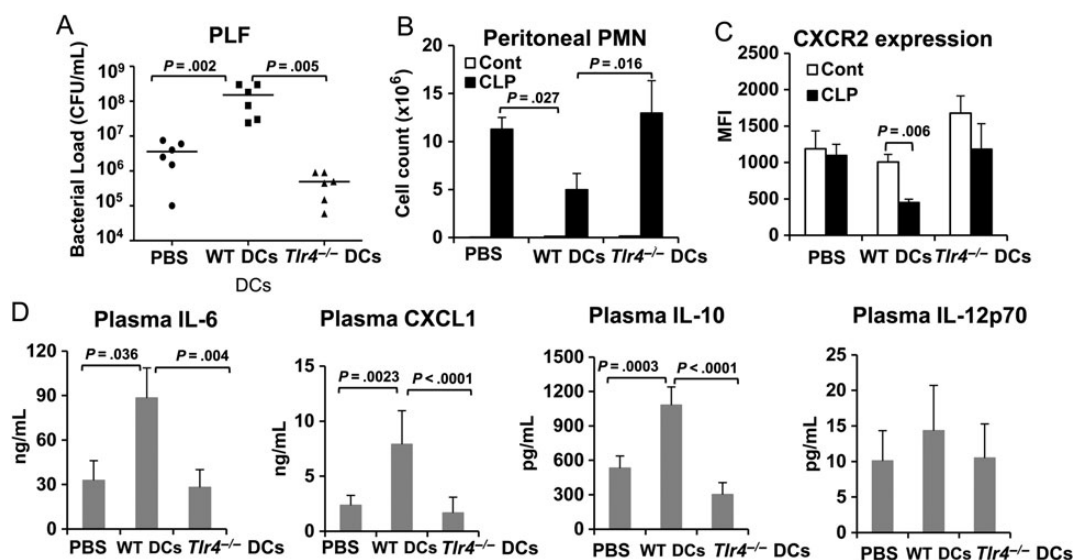 A
PLF
Bacterial Load (CFU/mL)
10⁹
10⁸
10⁷
10⁶
10⁵
10⁴
P = .002
P = .005
PBS WT DCs Tlr4⁻/⁻ DCs
DCs
B
Peritoneal PMN
Cell count (x10⁶)
20
15
10
5
0
Cont
CLP
P = .027
P = .016
PBS WT DCs Tlr4⁻/⁻ DCs
C
CXCR2 expression
MFI
2500
2000
1500
1000
500
0
Cont
CLP
P = .006
PBS WT DCs Tlr4⁻/⁻ DCs
D
Plasma IL-6
ng/mL
120
90
60
30
0
P = .036
P = .004
PBS WT DCs Tlr4⁻/⁻ DCs
Plasma CXCL1
ng/mL
15
10
5
0
P = .0023
P < .0001
PBS WT DCs Tlr4⁻/⁻ DCs
Plasma IL-10
pg/mL
1500
1200
900
600
300
0
P = .0003
P < .0001
PBS WT DCs Tlr4⁻/⁻ DCs
Plasma IL-12p70
pg/mL
25
20
15
10
5
0
PBS WT DCs Tlr4⁻/⁻ DCs